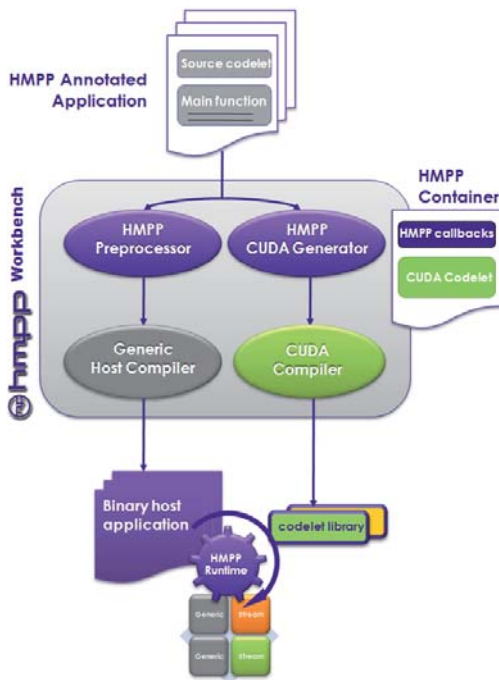 Source codelet
HMPP Annotated
Application
Main function
HMPP
Container
HMPP callbacks
CUDA Codelet
hmpp Workbench
HMPP
Preprocessor
HMPP
CUDA Generator
Generic
Host Compiler
CUDA
Compiler
Binary host
application
codelet library
HMPP
Runtime
Generic
Stream
Generic
Stream